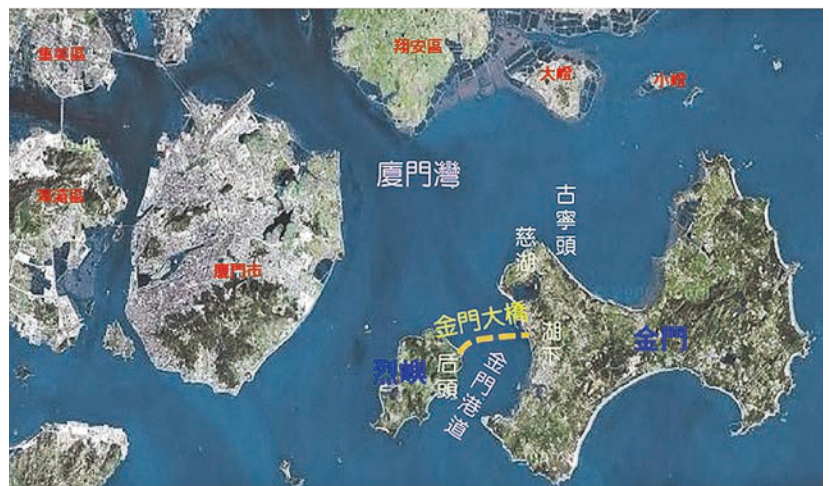 集美區
翔安區
大嶝
小嶝
海滄區
廈門灣
古寧頭
慈湖
廈門市
金門大橋
湖下
金門
烈嶼
后頭
金門港道